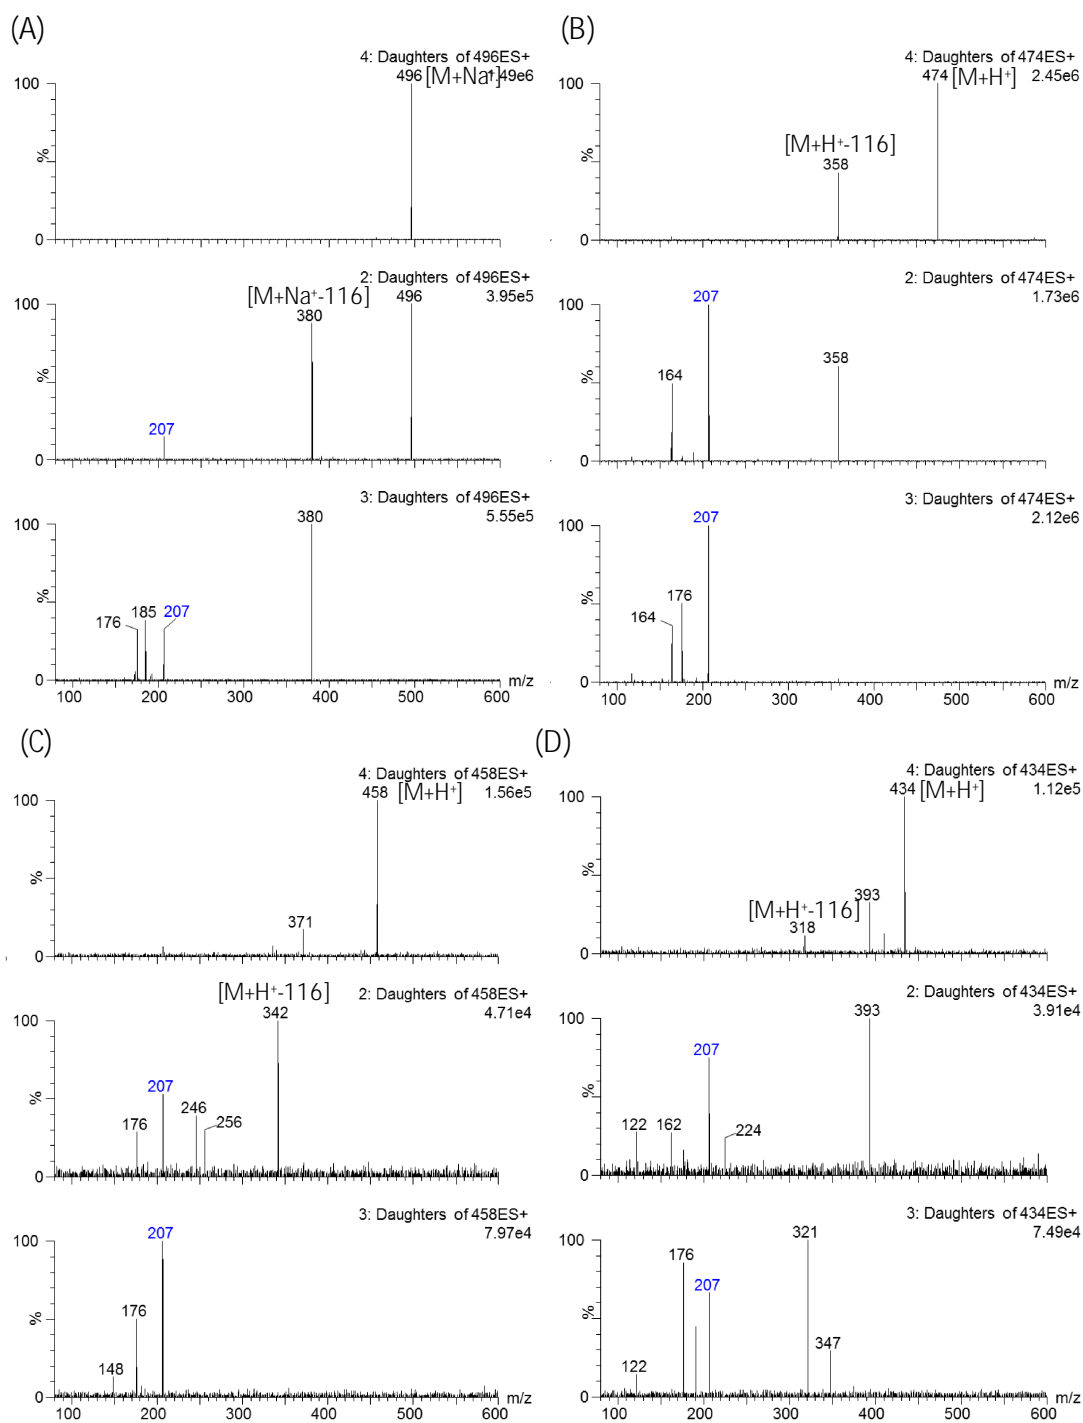 (A)
4: Daughters of 496ES+
496 [M+Na⁺] 1.49e6
100
%
0
2: Daughters of 496ES+
[M+Na⁺-116] 496 3.95e5
100
380
%
207
0
3: Daughters of 496ES+
380 5.55e5
100
%
176 185 207
0
100 200 300 400 500 600 m/z
(B)
4: Daughters of 474ES+
474 [M+H⁺] 2.45e6
100
[M+H⁺-116]
358
%
0
2: Daughters of 474ES+
207 1.73e6
100
358
164
%
0
3: Daughters of 474ES+
207 2.12e6
100
176
164
%
0
100 200 300 400 500 600 m/z
(C)
4: Daughters of 458ES+
458 [M+H⁺] 1.56e5
100
%
371
0
[M+H⁺-116] 2: Daughters of 458ES+
342 4.71e4
100
207
%
176 246 256
0
3: Daughters of 458ES+
207 7.97e4
100
%
176
148
0
100 200 300 400 500 600 m/z
(D)
4: Daughters of 434ES+
434 [M+H⁺] 1.12e5
100
%
[M+H⁺-116] 393
318
0
2: Daughters of 434ES+
393 3.91e4
100
207
%
122 162 224
0
3: Daughters of 434ES+
321 7.49e4
100
176
207
%
347
122
0
100 200 300 400 500 600 m/z